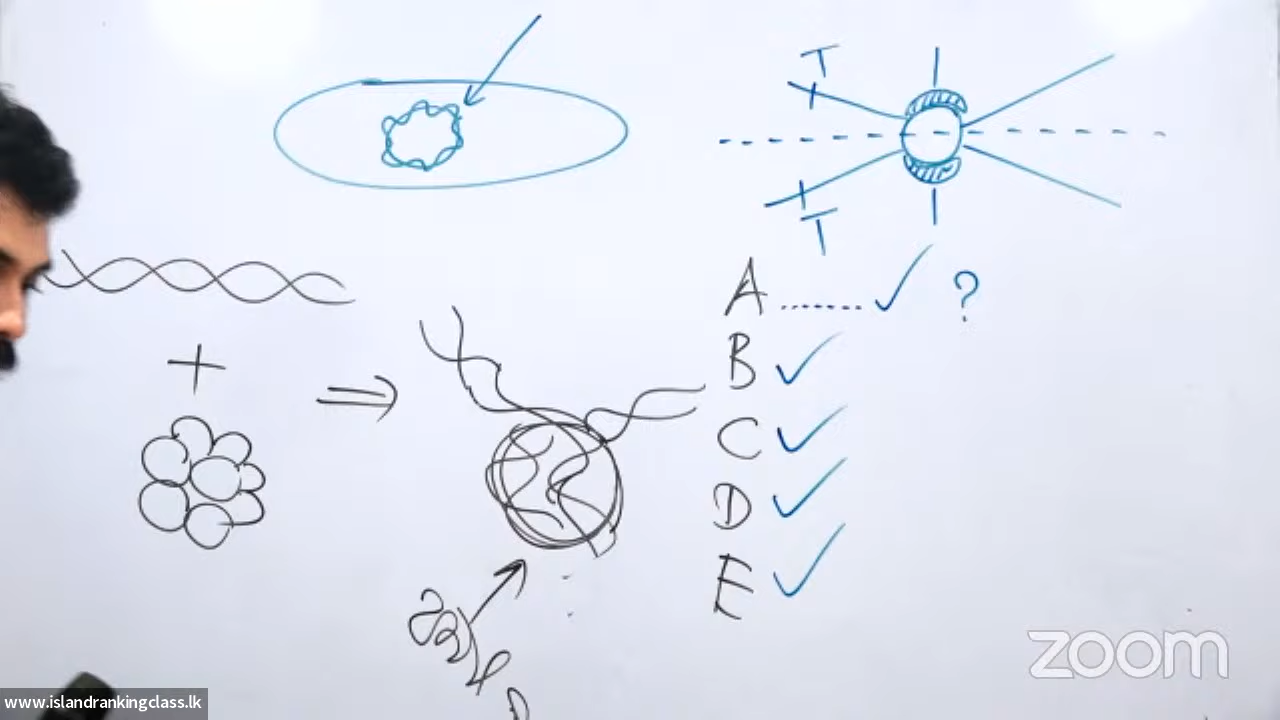 T
T
A ........ ✓ ?
B ✓
C ✓
D ✓
E ✓
+
⇒
zoom
www.islandrankingclass.lk